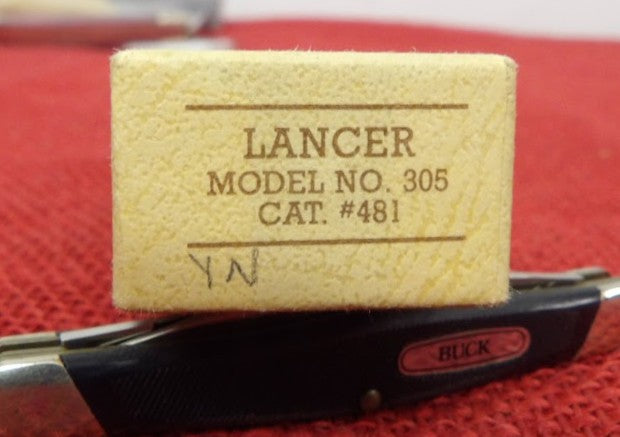 LANCER
MODEL NO. 305
CAT. #481
YN
BUCK